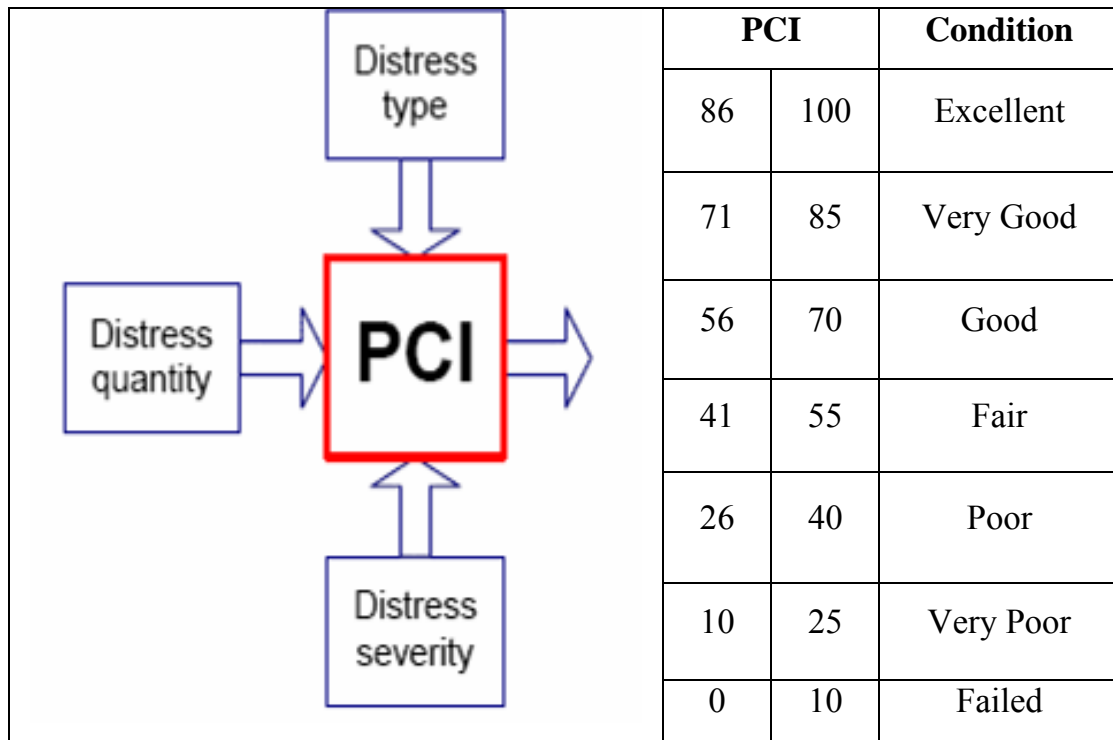 Distress
type
Distress
quantity
PCI
Distress
severity
PCI Condition
86 100 Excellent
71 85 Very Good
56 70 Good
41 55 Fair
26 40 Poor
10 25 Very Poor
0 10 Failed